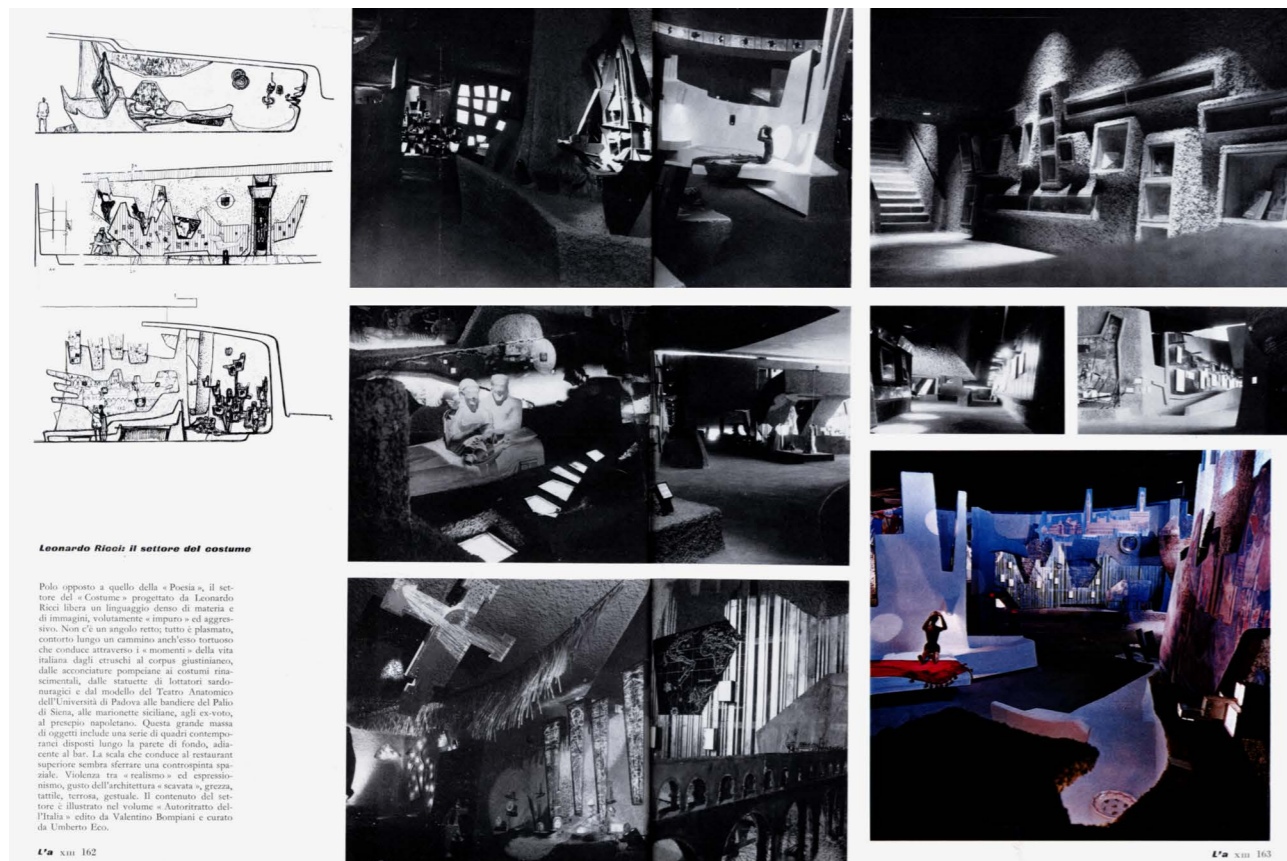 Leonardo Ricci: il settore del costume
Polo opposto a quello della « Poesia », il set-
tore del « Costume » progettato da Leonardo
Ricci libera un linguaggio denso di materia e
di immagini, volutamente « impuro » ed aggres-
sivo. Non c'è un angolo retto; tutto è plasmato,
contorto lungo un cammino anch'esso tortuoso
che conduce attraverso i « momenti » della vita
italiana dagli etruschi al corpus giustinianeo,
dalle acconciature pompeiane ai costumi rina-
scimentali, dalle statuette di lottatori sardo-
nuragici e dal modello del Teatro Anatomico
dell'Università di Padova alle bandiere del Palio
di Siena, alle marionette siciliane, agli ex-voto,
al presepio napoletano. Questa grande massa
di oggetti include una serie di quadri contempo-
ranei disposti lungo la parete di fondo, adia-
cente al bar. La scala che conduce al restaurant
superiore sembra sferrare una controspinta spa-
ziale. Violenza tra « realismo » ed espressio-
nismo, gusto dell'architettura « scavata », grezza,
tattile, terrosa, gestuale. Il contenuto del set-
tore è illustrato nel volume « Autoritratto del-
l'Italia » edito da Valentino Bompiani e curato
da Umberto Eco.
L'a XIII 162
L'a XIII 163